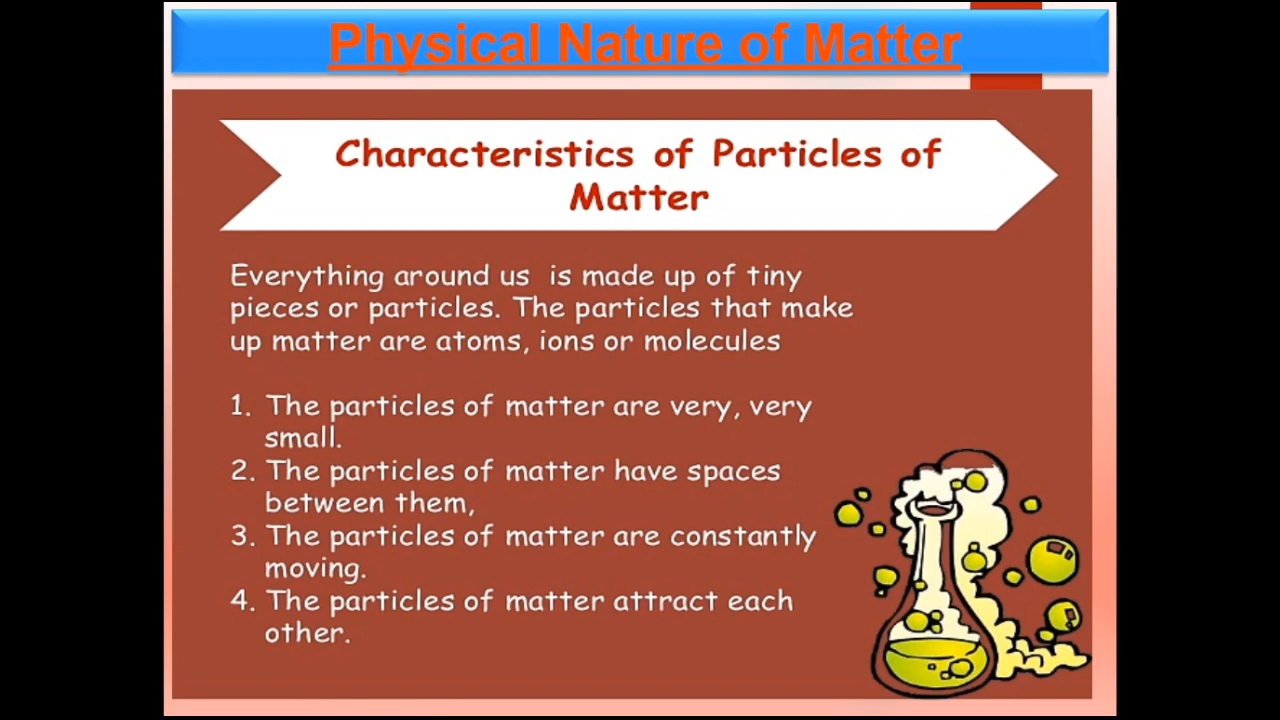 Physical Nature of Matter
Characteristics of Particles of
Matter
Everything around us is made up of tiny
pieces or particles. The particles that make
up matter are atoms, ions or molecules
1. The particles of matter are very, very
small.
2. The particles of matter have spaces
between them,
3. The particles of matter are constantly
moving.
4. The particles of matter attract each
other.